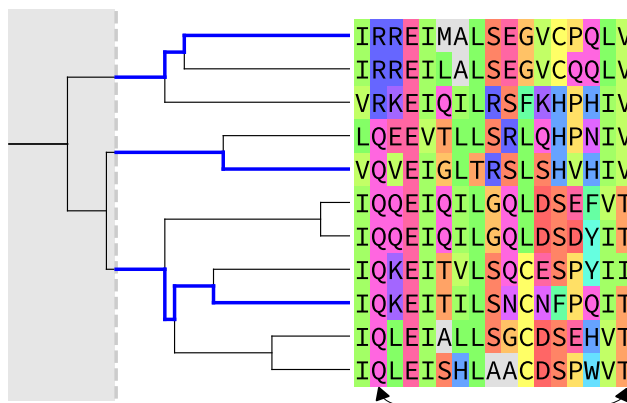 IRREIMALSEGVCPQLV
IRREILALSEGVCQQLV
VRKEIQILRSFKHPHIV
LQEEVTLLSRLQHPNIV
VQVEIGLTRSLSHVHIV
IQQEIQILGQLDSEFVT
IQQEIQILGQLDSDYIT
IQKEITVLSQCESPYII
IQKEITILSNCNFPQIT
IQLEIALLSGCDSEHVT
IQLEISHLAACDSPWVT